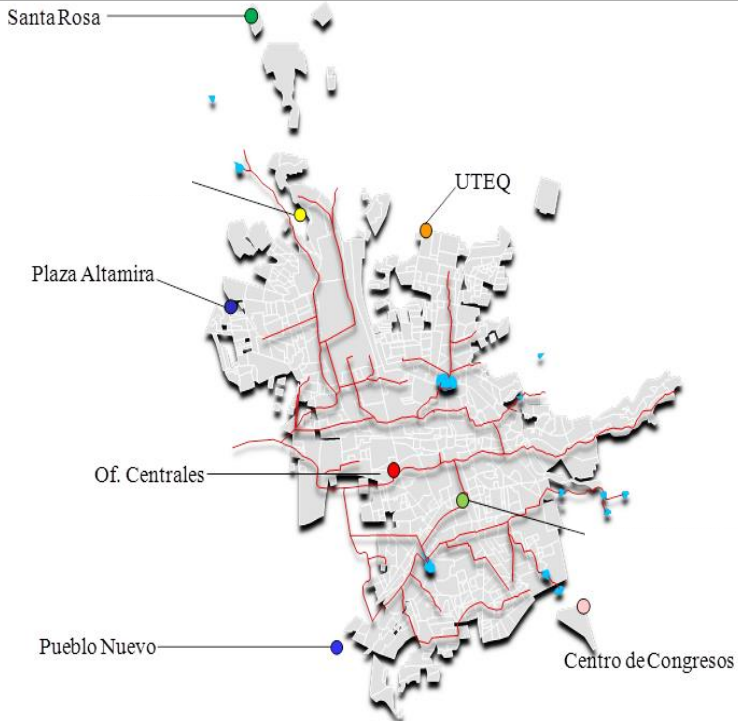 Santa Rosa
UTEQ
Plaza Altamira
Of. Centrales
Pueblo Nuevo
Centro de Congresos